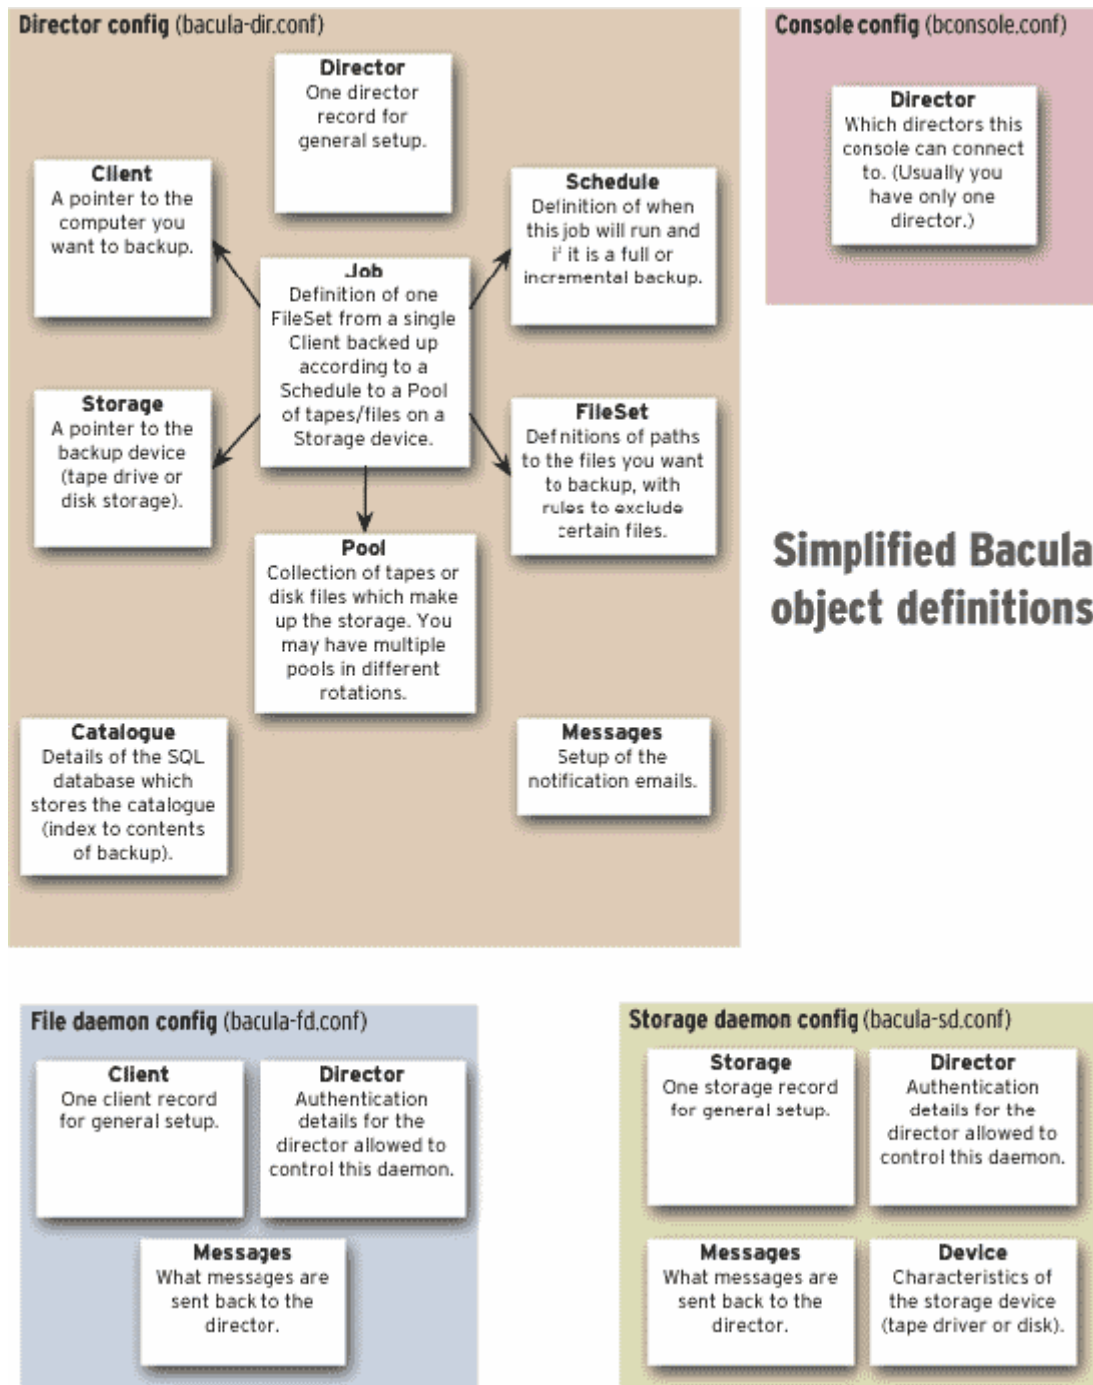 Director config (bacula-dir.conf)
Director
One director
record for
general setup.
Client
A pointer to the
computer you
want to backup.
Schedule
Definition of when
this job will run and
if it is a full or
incremental backup.
Job
Definition of one
FileSet from a single
Client backed up
according to a
Schedule to a Pool
of tapes/files on a
Storage device.
Storage
A pointer to the
backup device
(tape drive or
disk storage).
FileSet
Definitions of paths
to the files you want
to backup, with
rules to exclude
certain files.
Pool
Collection of tapes or
disk files which make
up the storage. You
may have multiple
pools in different
rotations.
Catalogue
Details of the SQL
database which
stores the catalogue
(index to contents
of backup).
Messages
Setup of the
notification emails.
Console config (bconsole.conf)
Director
Which directors this
console can connect
to. (Usually you
have only one
director.)
Simplified Bacula
object definitions
File daemon config (bacula-fd.conf)
Client
One client record
for general setup.
Director
Authentication
details for the
director allowed to
control this daemon.
Messages
What messages are
sent back to the
director.
Storage daemon config (bacula-sd.conf)
Storage
One storage record
for general setup.
Director
Authentication
details for the
director allowed to
control this daemon.
Messages
What messages are
sent back to the
director.
Device
Characteristics of
the storage device
(tape driver or disk).